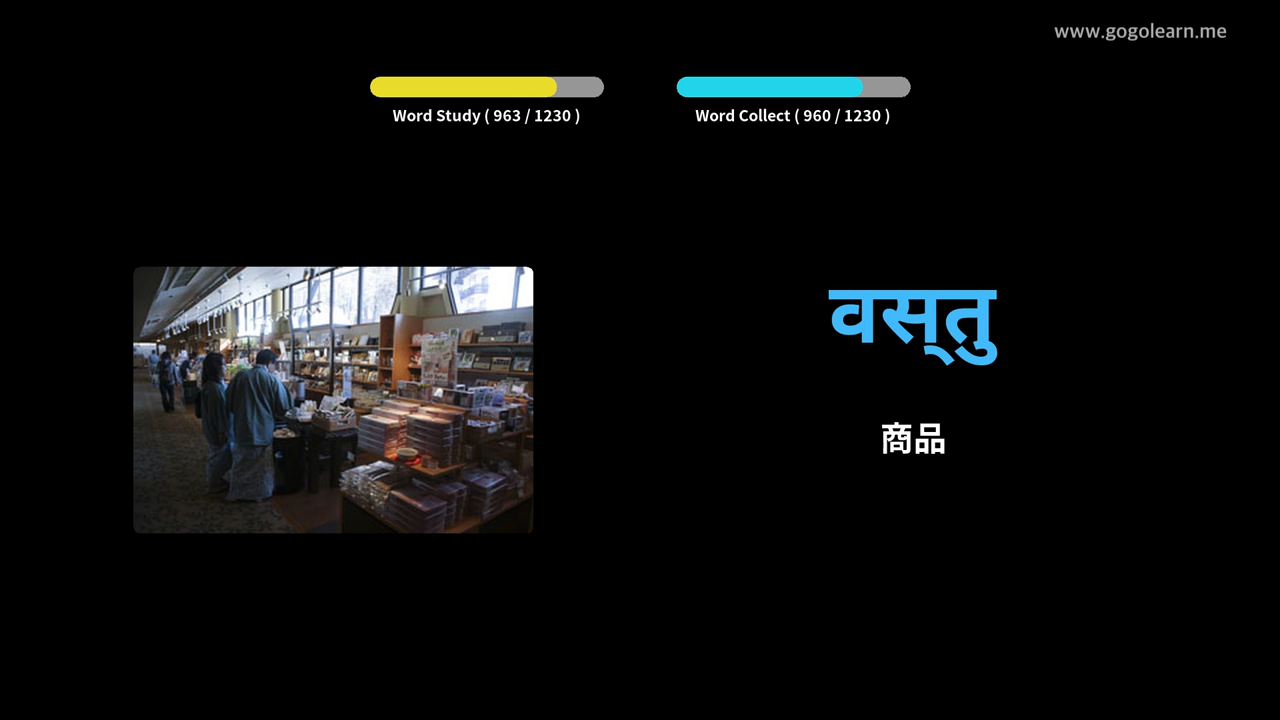 www.gogolearn.me
Word Study ( 963 / 1230 )
Word Collect ( 960 / 1230 )
वस्‌तु
商品